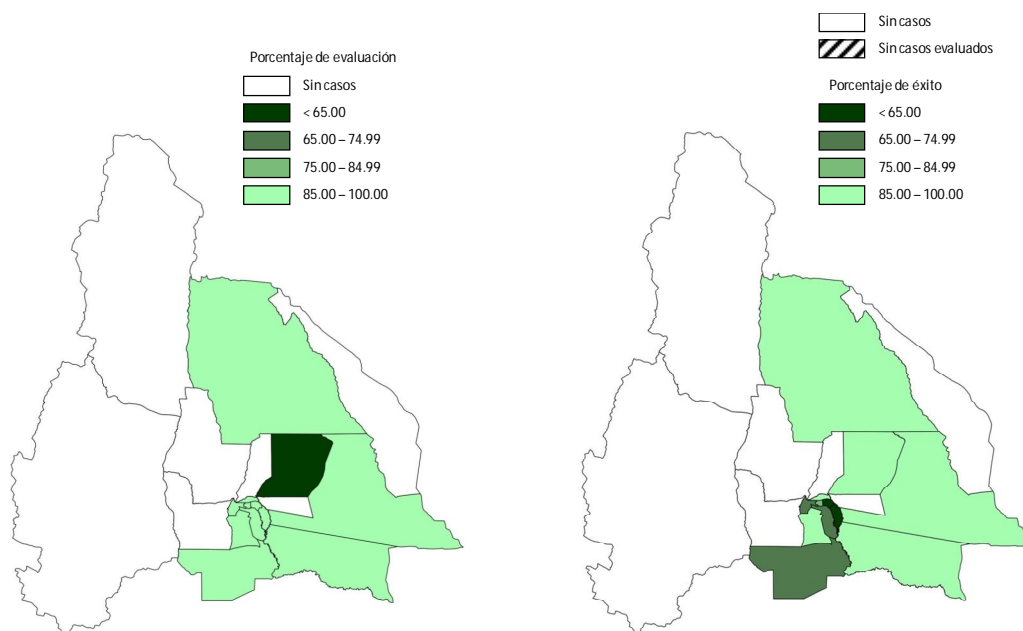 Porcentaje de evaluación
Sin casos
< 65.00
65.00 – 74.99
75.00 – 84.99
85.00 – 100.00
Sin casos
Sin casos evaluados
Porcentaje de éxito
< 65.00
65.00 – 74.99
75.00 – 84.99
85.00 – 100.00